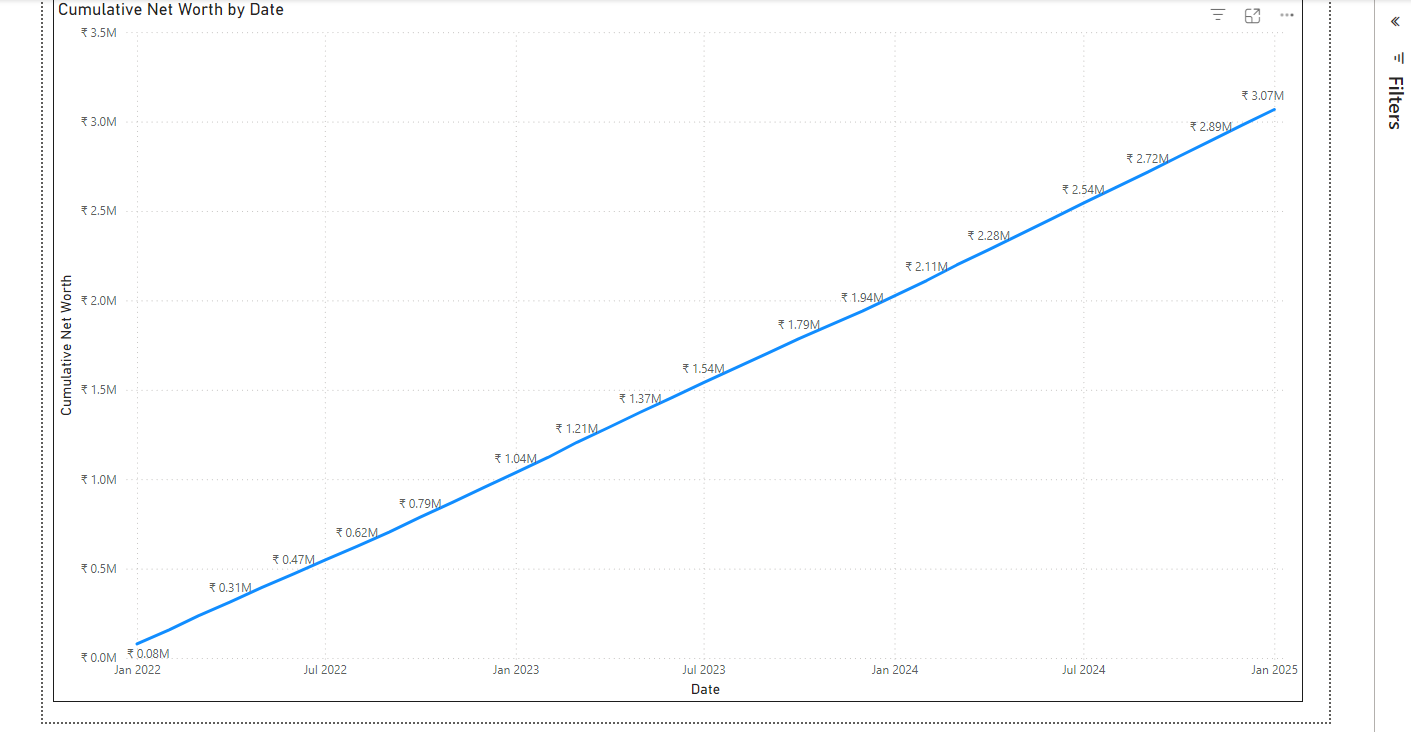 Cumulative Net Worth by Date
₹ 3.5M
₹ 3.0M
₹ 2.5M
₹ 2.0M
₹ 1.5M
₹ 1.0M
₹ 0.5M
₹ 0.0M
Cumulative Net Worth
₹ 0.08M
₹ 0.31M
₹ 0.47M
₹ 0.62M
₹ 0.79M
₹ 1.04M
₹ 1.21M
₹ 1.37M
₹ 1.54M
₹ 1.79M
₹ 1.94M
₹ 2.11M
₹ 2.28M
₹ 2.54M
₹ 2.72M
₹ 2.89M
₹ 3.07M
Jan 2022
Jul 2022
Jan 2023
Jul 2023
Jan 2024
Jul 2024
Jan 2025
Date
Filters